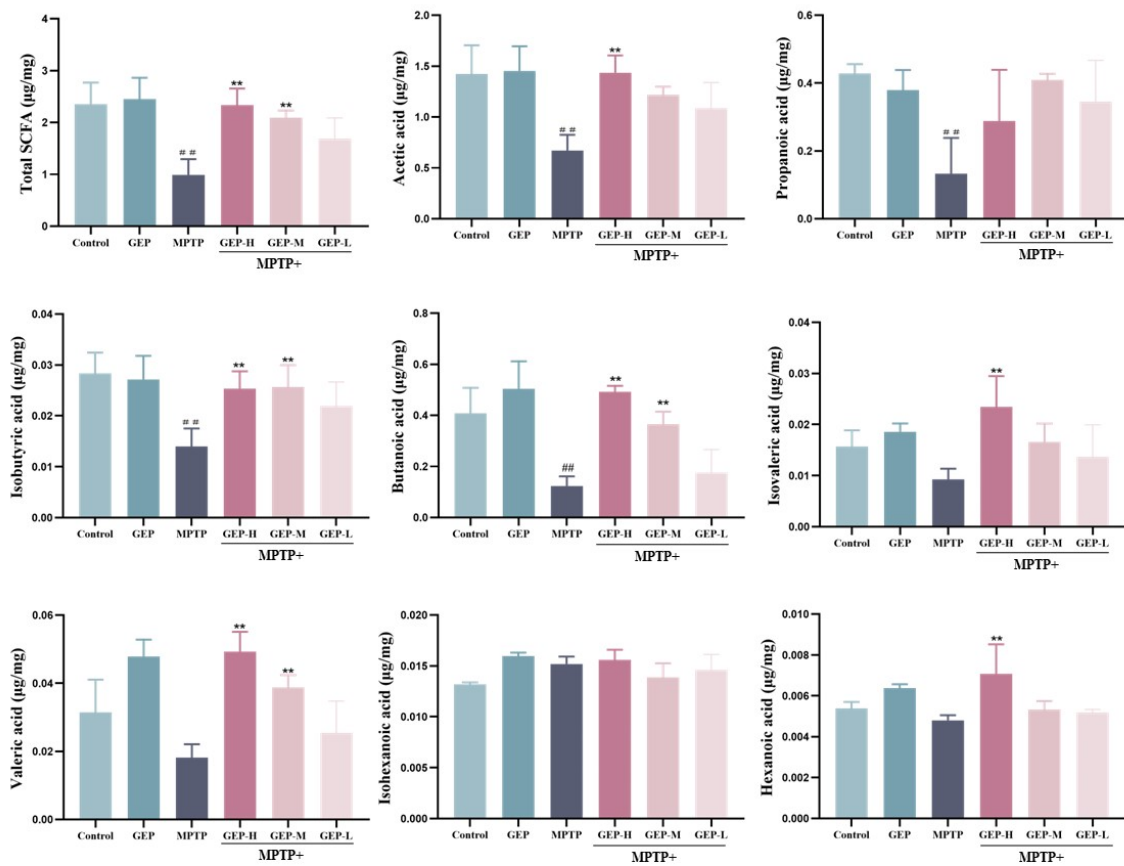 Total SCFA (µg/mg)
4
3
2
1
0
# #
**
**
Control GEP MPTP GEP-H GEP-M GEP-L
MPTP+
Acetic acid (µg/mg)
2.0
1.5
1.0
0.5
0.0
# #
**
Control GEP MPTP GEP-H GEP-M GEP-L
MPTP+
Propanoic acid (µg/mg)
0.6
0.4
0.2
0.0
# #
Control GEP MPTP GEP-H GEP-M GEP-L
MPTP+
Isobutyric acid (µg/mg)
0.04
0.03
0.02
0.01
0.00
# #
**
**
Control GEP MPTP GEP-H GEP-M GEP-L
MPTP+
Butanoic acid (µg/mg)
0.8
0.6
0.4
0.2
0.0
##
**
**
Control GEP MPTP GEP-H GEP-M GEP-L
MPTP+
Isovaleric acid (µg/mg)
0.04
0.03
0.02
0.01
0.00
**
Control GEP MPTP GEP-H GEP-M GEP-L
MPTP+
Valeric acid (µg/mg)
0.06
0.04
0.02
0.00
**
**
Control GEP MPTP GEP-H GEP-M GEP-L
MPTP+
Isohexanoic acid (µg/mg)
0.020
0.015
0.010
0.005
0.000
Control GEP MPTP GEP-H GEP-M GEP-L
MPTP+
Hexanoic acid (µg/mg)
0.010
0.008
0.006
0.004
0.002
0.000
**
Control GEP MPTP GEP-H GEP-M GEP-L
MPTP+